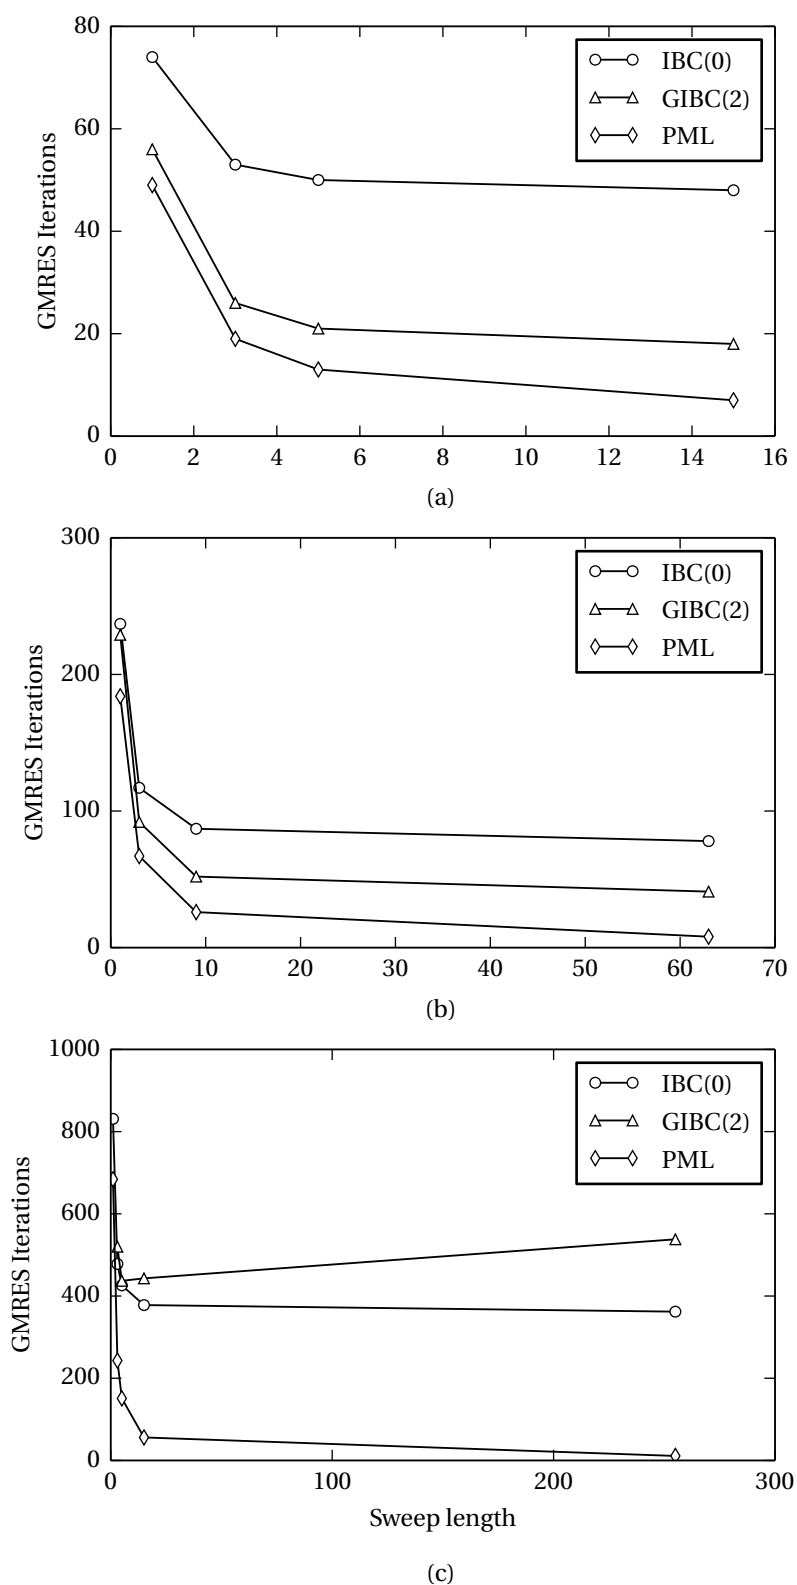 80
60
40
20
0
GMRES Iterations
IBC(0)
GIBC(2)
PML
0 2 4 6 8 10 12 14 16
(a)
300
200
100
0
GMRES Iterations
IBC(0)
GIBC(2)
PML
0 10 20 30 40 50 60 70
(b)
1000
800
600
400
200
0
GMRES Iterations
IBC(0)
GIBC(2)
PML
0 100 200 300
Sweep length
(c)